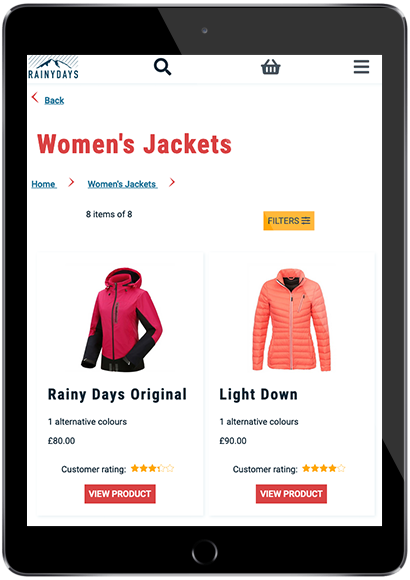 RAINYDAYS
Back
Women's Jackets
Home
Women's Jackets
8 items of 8
FILTERS
Rainy Days Original
1 alternative colours
£80.00
Customer rating:
VIEW PRODUCT
Light Down
1 alternative colours
£90.00
Customer rating:
VIEW PRODUCT